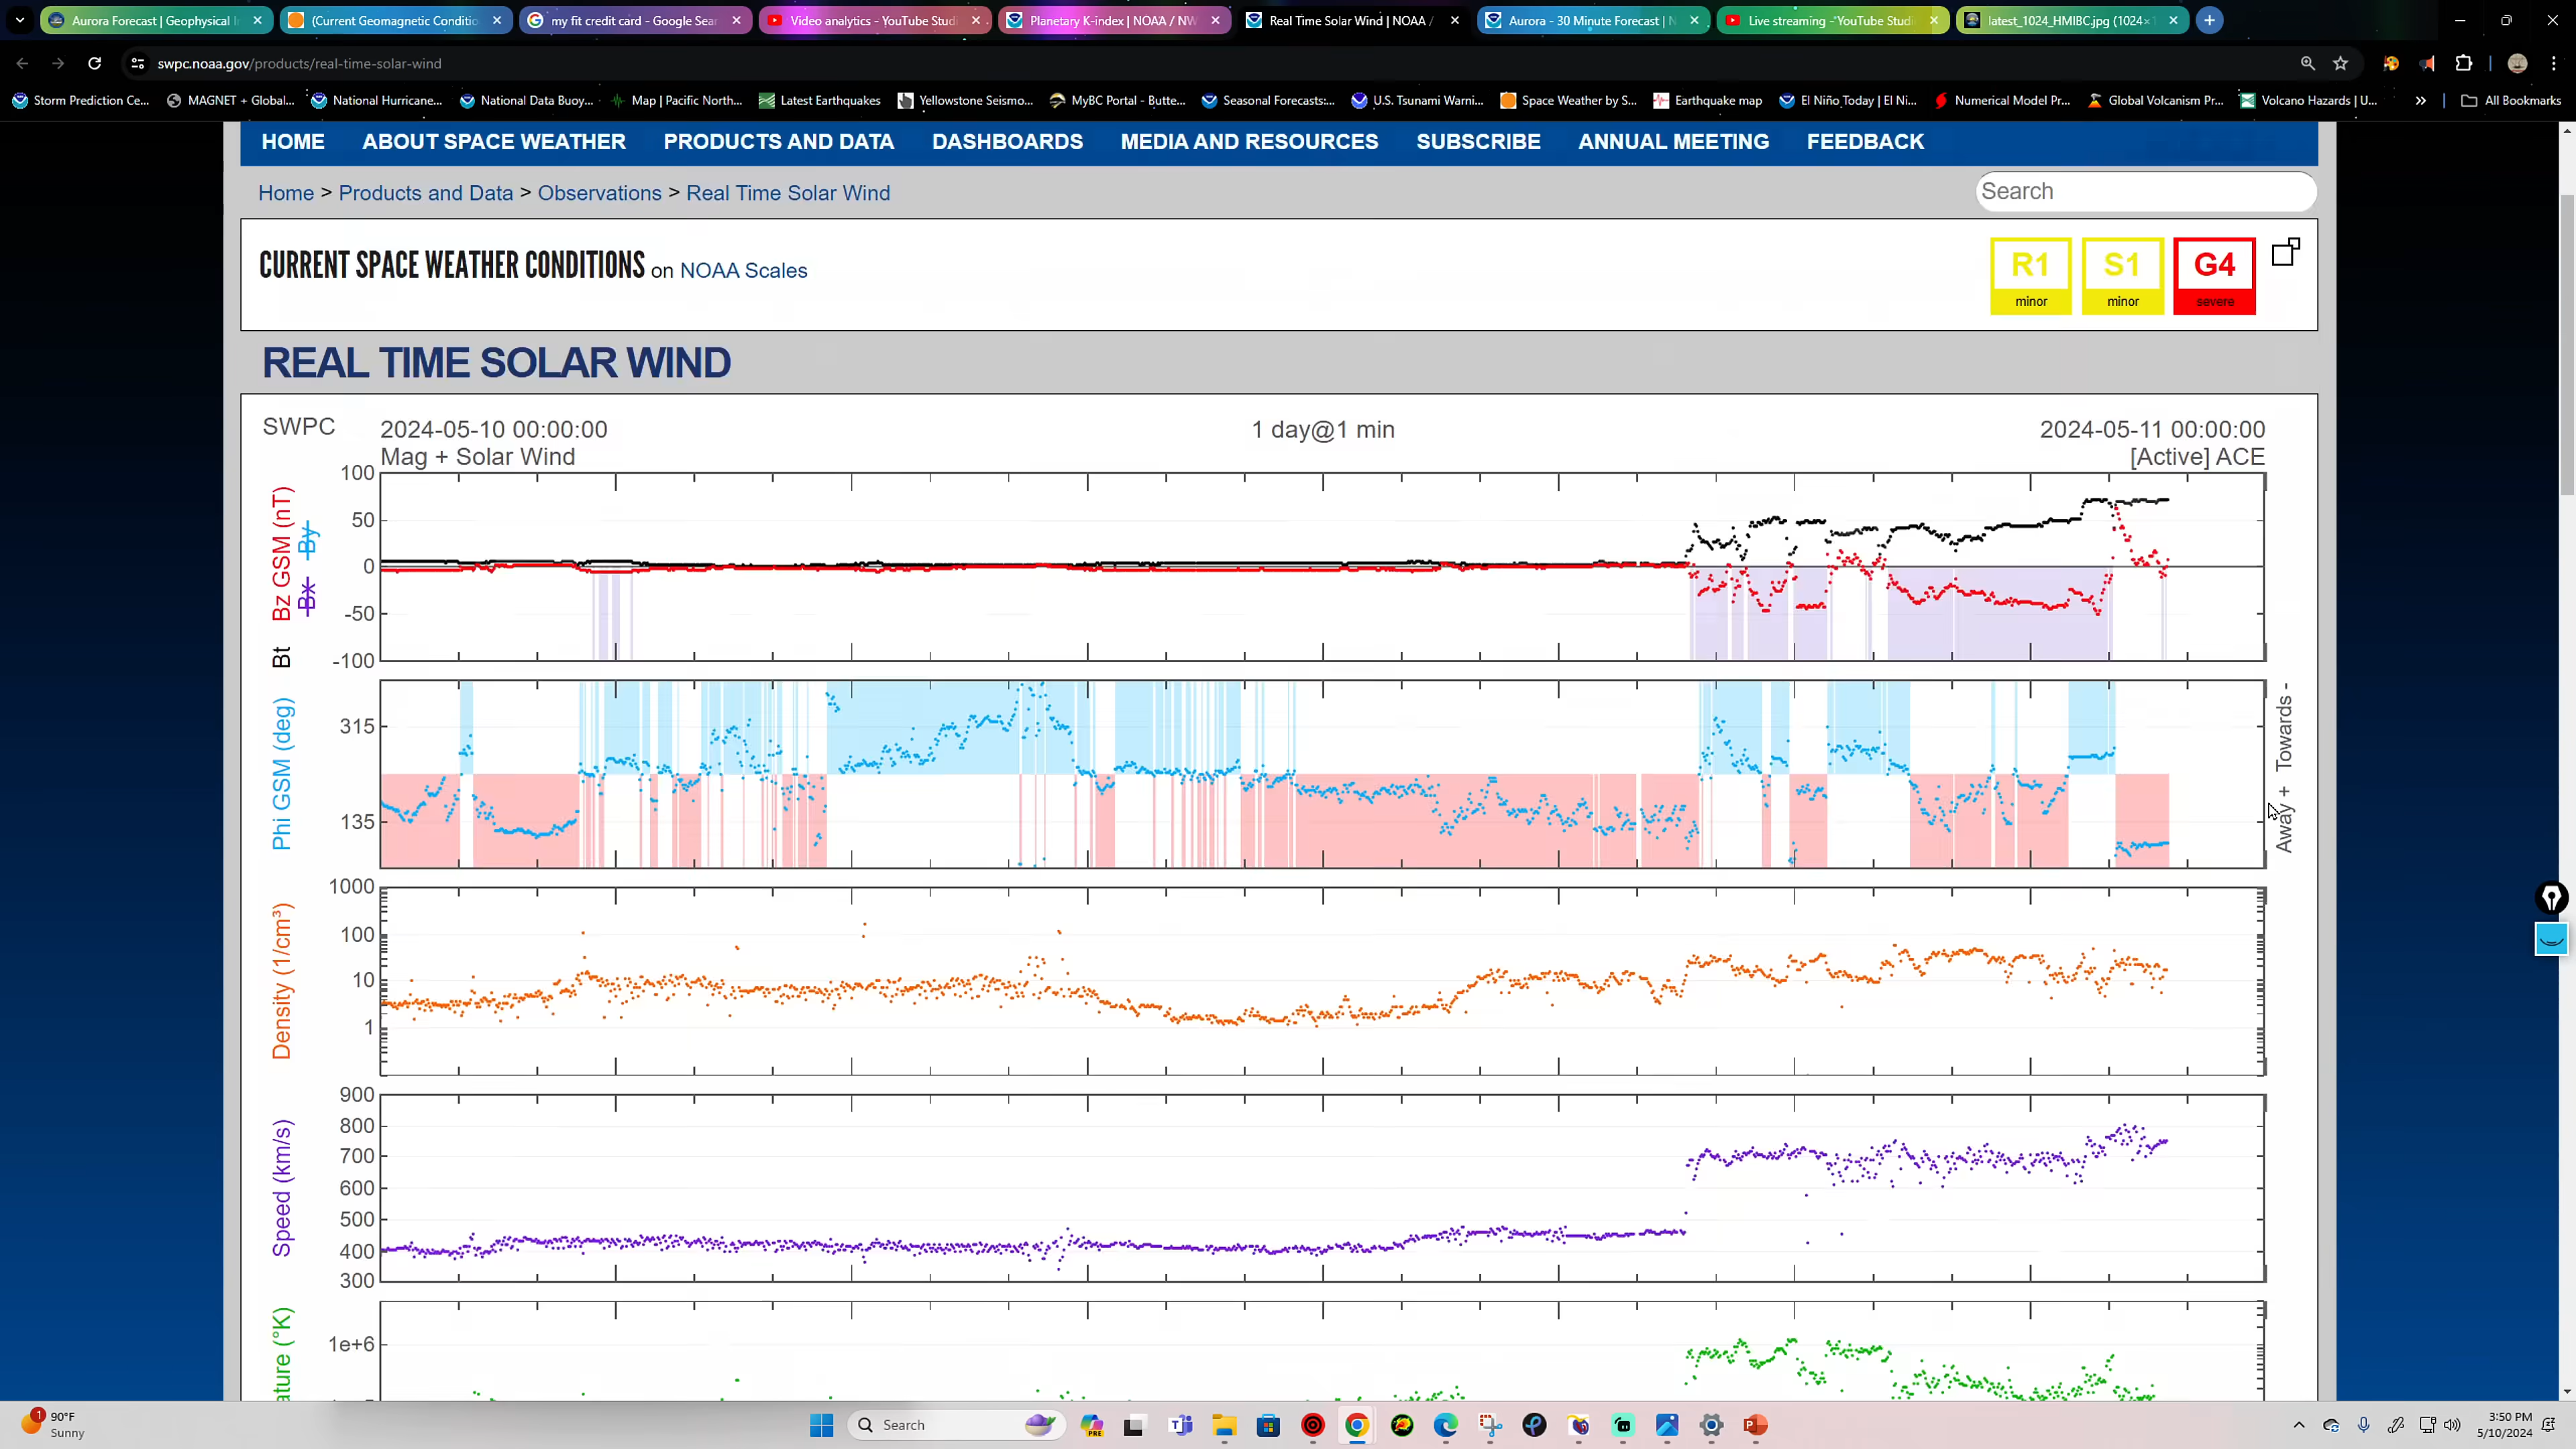 Aurora Forecast | Geophysical I
(Current Geomagnetic Conditio
my fit credit card - Google Sear
Video analytics - YouTube Studi
Planetary K-index | NOAA / NW
Real Time Solar Wind | NOAA /
Aurora - 30 Minute Forecast | N
Live streaming - YouTube Studi
latest_1024_HMIBC.jpg (1024×1
swpc.noaa.gov/products/real-time-solar-wind
Storm Prediction Ce...
MAGNET + Global...
National Hurricane...
National Data Buoy...
Map | Pacific North...
Latest Earthquakes
Yellowstone Seismo...
MyBC Portal - Butte...
Seasonal Forecasts:...
U.S. Tsunami Warni...
Space Weather by S...
Earthquake map
El Niño Today | El Ni...
Numerical Model Pr...
Global Volcanism Pr...
Volcano Hazards | U...
All Bookmarks
HOME
ABOUT SPACE WEATHER
PRODUCTS AND DATA
DASHBOARDS
MEDIA AND RESOURCES
SUBSCRIBE
ANNUAL MEETING
FEEDBACK
Home > Products and Data > Observations > Real Time Solar Wind
Search
CURRENT SPACE WEATHER CONDITIONS on NOAA Scales
R1
minor
S1
minor
G4
severe
REAL TIME SOLAR WIND
SWPC
2024-05-10 00:00:00
1 day@1 min
2024-05-11 00:00:00
Mag + Solar Wind
[Active] ACE
Bt
Bz GSM (nT)
Bx
By
100
50
0
-50
-100
Phi GSM (deg)
315
135
Away +
Towards -
Density (1/cm³)
1000
100
10
1
Speed (km/s)
900
800
700
600
500
400
300
ature (°K)
1e+6
1
90°F
Sunny
Search
PRE
3:50 PM
5/10/2024